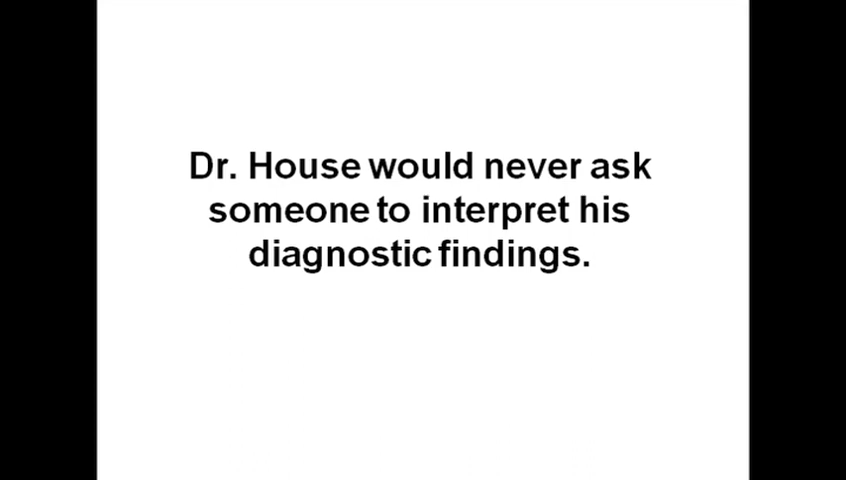 Dr. House would never ask
someone to interpret his
diagnostic findings.